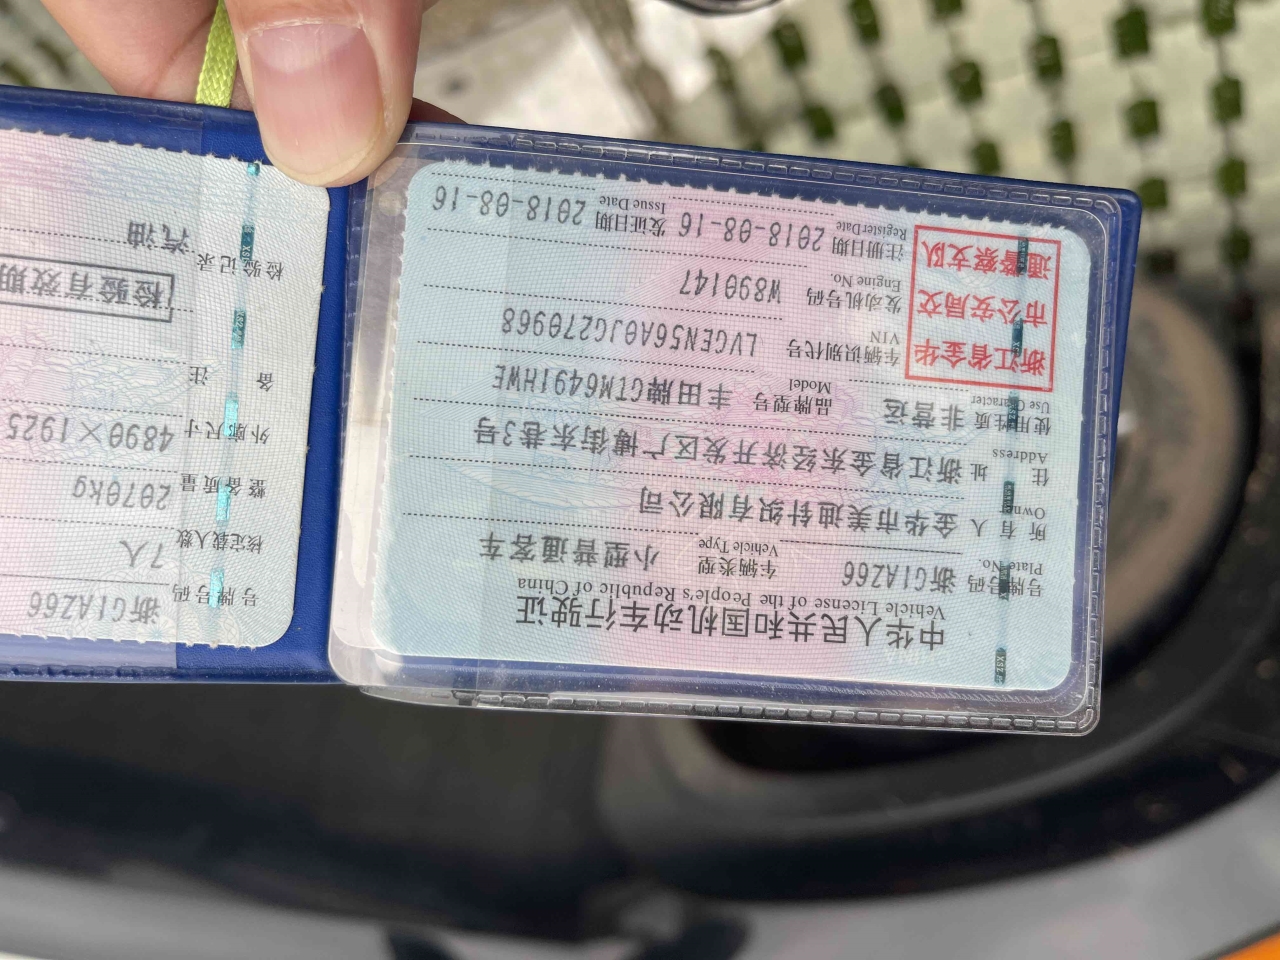 中华人民共和国机动车行驶证
Vehicle License of the People's Republic of China
号牌号码 浙G1AZ66 车辆类型 小型普通客车
Plate No. Vehicle Type
所有人 金华市美迪针织有限公司
Owner
住址 浙江省金东经济开发区广博街东巷3号
Address
使用性质 非营运 品牌型号 丰田牌GTM6491HWE
Use Character Model
浙江省金华
市公安局交
通警察支队
车辆识别代号 LVGEN56A0JG270968
VIN
发动机号码 W890147
Engine No.
注册日期 2018-08-16 发证日期 2018-08-16
RegisterDate Issue Date
号牌号码 浙G1AZ66
核定载人数 7人
整备质量 2070kg
外廓尺寸 4890×1925
备注
检验有效期
检验记录 汽油